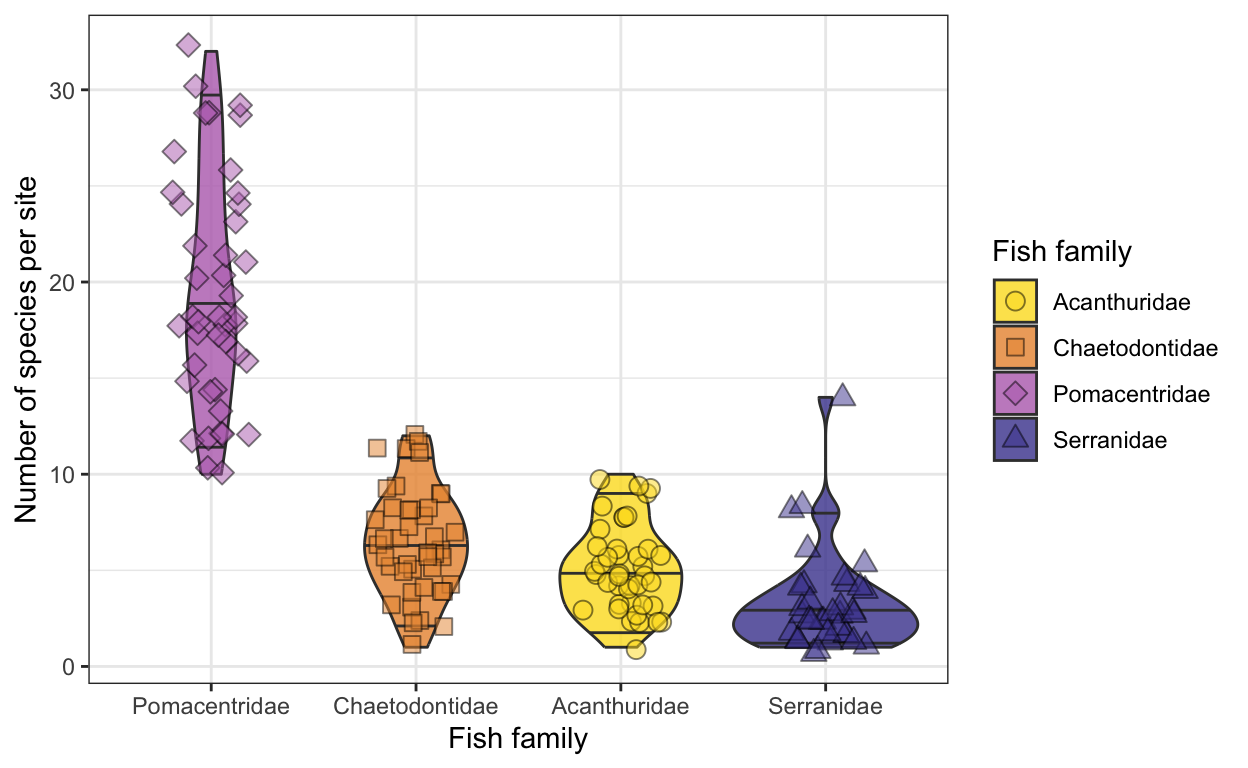 Number of species per site
30
20
10
0
Pomacentridae
Chaetodontidae
Acanthuridae
Serranidae
Fish family
Fish family
Acanthuridae
Chaetodontidae
Pomacentridae
Serranidae